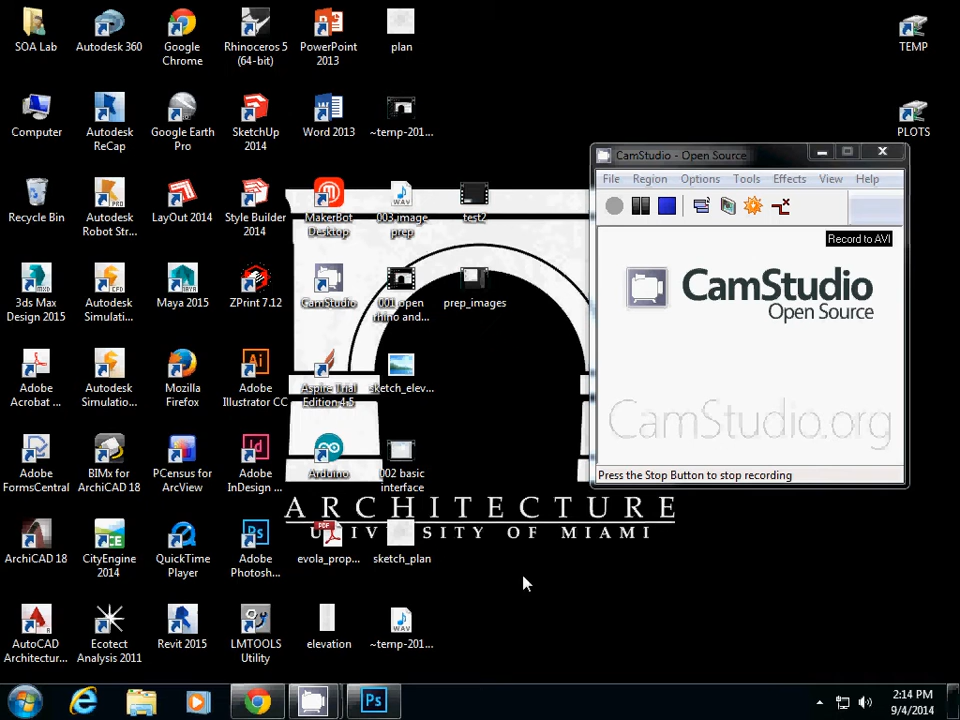 SOA Lab
Autodesk 360
Google
Chrome
Rhinoceros 5
(64-bit)
PowerPoint
2013
plan
TEMP
Computer
Autodesk
ReCap
Google Earth
Pro
SketchUp
2014
Word 2013
~temp-201...
PLOTS
CamStudio - Open Source
File Region Options Tools Effects View Help
Record to AVI
CamStudio
Open Source
CamStudio.org
Press the Stop Button to stop recording
Recycle Bin
Autodesk
Robot Str...
LayOut 2014
Style Builder
2014
MakerBot
Desktop
003 image
prep
test2
3ds Max
Design 2015
Autodesk
Simulati...
Maya 2015
ZPrint 7.12
CamStudio
001 open
rhino and...
prep_images
Adobe
Acrobat ...
Autodesk
Simulatio...
Mozilla
Firefox
Adobe
Illustrator CC
Aspire Trial
Edition 4.5
sketch_elev...
Adobe
FormsCentral
BIMx for
ArchiCAD 18
PCensus for
ArcView
Adobe
InDesign ...
Arduino
002 basic
interface
ARCHITECTURE
UNIVERSITY OF MIAMI
ArchiCAD 18
CityEngine
2014
QuickTime
Player
Adobe
Photosh...
evola_prop...
sketch_plan
AutoCAD
Architectur...
Ecotect
Analysis 2011
Revit 2015
LMTOOLS
Utility
elevation
~temp-201...
2:14 PM
9/4/2014